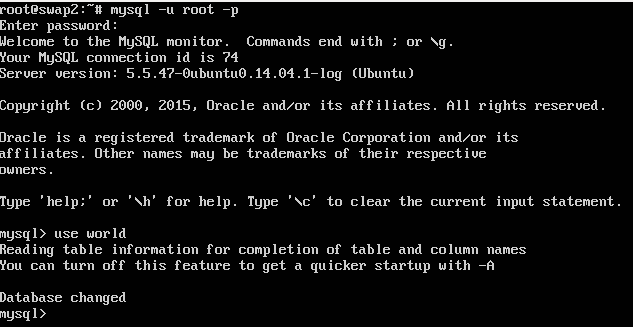 root@swap2:~# mysql -u root -p
Enter password:
Welcome to the MySQL monitor.  Commands end with ; or \g.
Your MySQL connection id is 74
Server version: 5.5.47-0ubuntu0.14.04.1-log (Ubuntu)
Copyright (c) 2000, 2015, Oracle and/or its affiliates. All rights reserved.
Oracle is a registered trademark of Oracle Corporation and/or its
affiliates. Other names may be trademarks of their respective
owners.
Type 'help;' or '\h' for help. Type '\c' to clear the current input statement.
mysql> use world
Reading table information for completion of table and column names
You can turn off this feature to get a quicker startup with -A
Database changed
mysql>